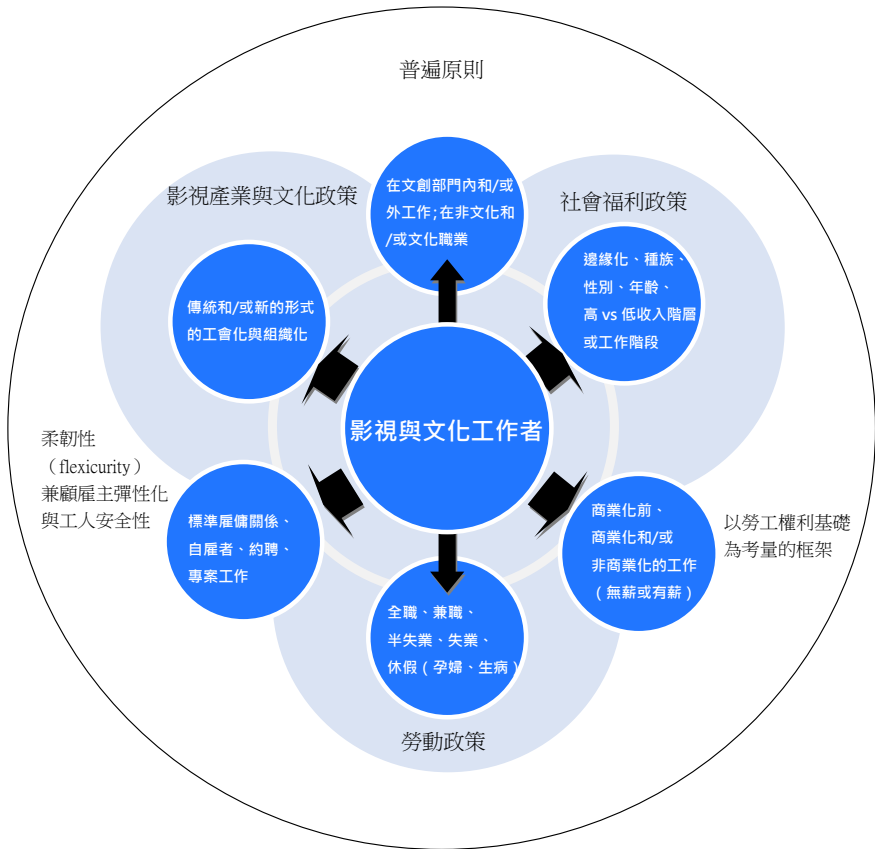 普遍原則
影視產業與文化政策
社會福利政策
在文創部門內和/或
外工作;在非文化和
/或文化職業
邊緣化、種族、
性別、年齡、
高 vs 低收入階層
或工作階段
傳統和/或新的形式
的工會化與組織化
影視與文化工作者
柔韌性
（flexicurity）
兼顧雇主彈性化
與工人安全性
標準雇傭關係、
自雇者、約聘、
專案工作
商業化前、
商業化和/或
非商業化的工作
（無薪或有薪）
以勞工權利基礎
為考量的框架
全職、兼職、
半失業、失業、
休假（孕婦、生病）
勞動政策